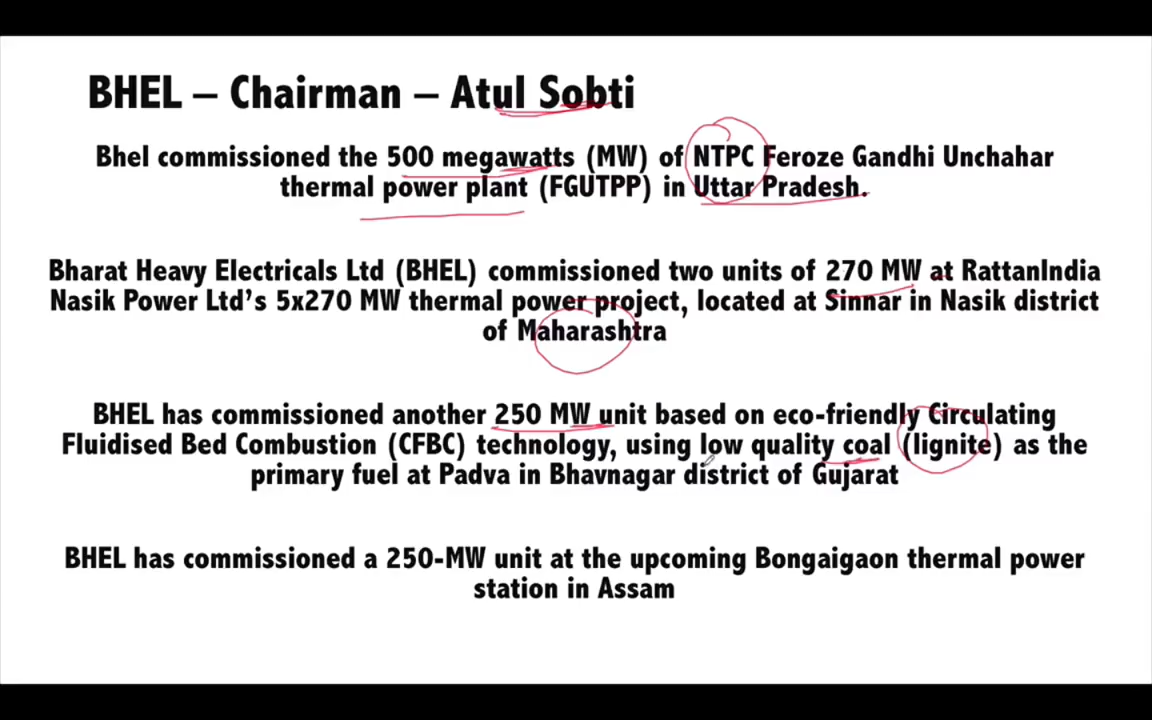 BHEL – Chairman – Atul Sobti
Bhel commissioned the 500 megawatts (MW) of NTPC Feroze Gandhi Unchahar
thermal power plant (FGUTPP) in Uttar Pradesh.
Bharat Heavy Electricals Ltd (BHEL) commissioned two units of 270 MW at RattanIndia
Nasik Power Ltd's 5x270 MW thermal power project, located at Sinnar in Nasik district
of Maharashtra
BHEL has commissioned another 250 MW unit based on eco-friendly Circulating
Fluidised Bed Combustion (CFBC) technology, using low quality coal (lignite) as the
primary fuel at Padva in Bhavnagar district of Gujarat
BHEL has commissioned a 250-MW unit at the upcoming Bongaigaon thermal power
station in Assam